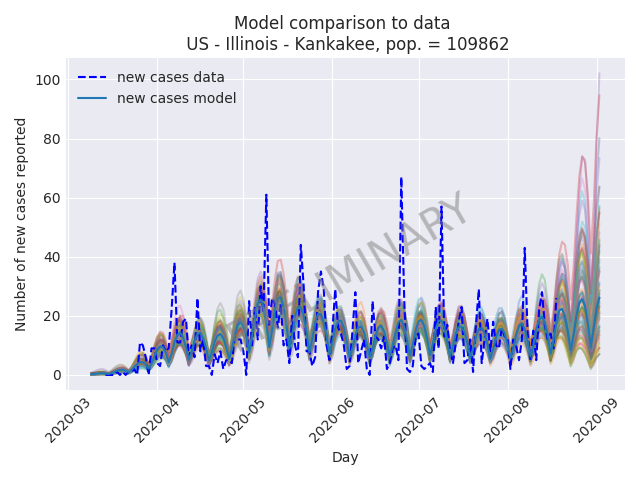 Model comparison to data
US - Illinois - Kankakee, pop. = 109862
new cases data
new cases model
Number of new cases reported
100
80
60
40
20
0
PRELIMINARY
2020-03
2020-04
2020-05
2020-06
2020-07
2020-08
2020-09
Day